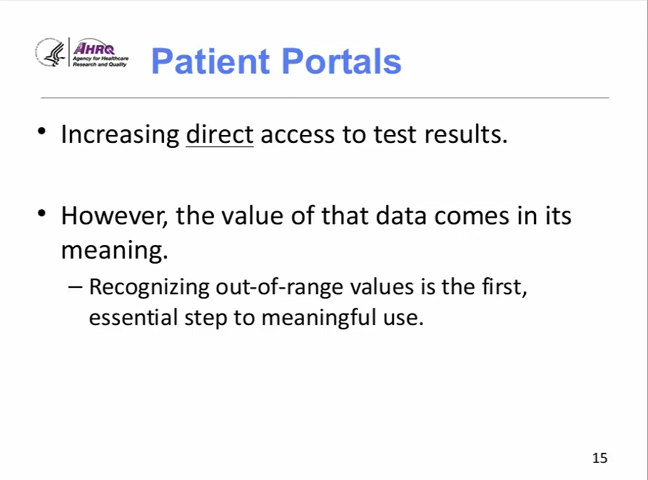 AHRQ
Agency for Healthcare
Research and Quality
Patient Portals
• Increasing direct access to test results.
• However, the value of that data comes in its
meaning.
– Recognizing out-of-range values is the first,
essential step to meaningful use.
15